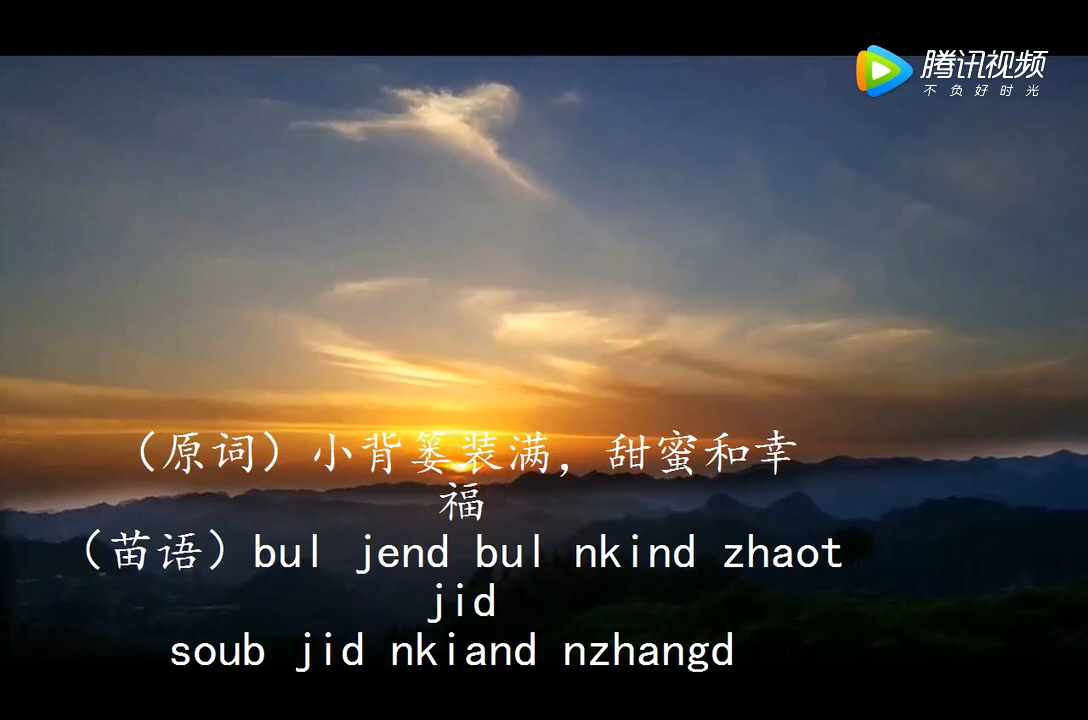 腾讯视频
不负好时光
（原词）小背篓装满，甜蜜和幸
福
（苗语）bul jend bul nkind zhaot
jid
soub jid nkiand nzhangd